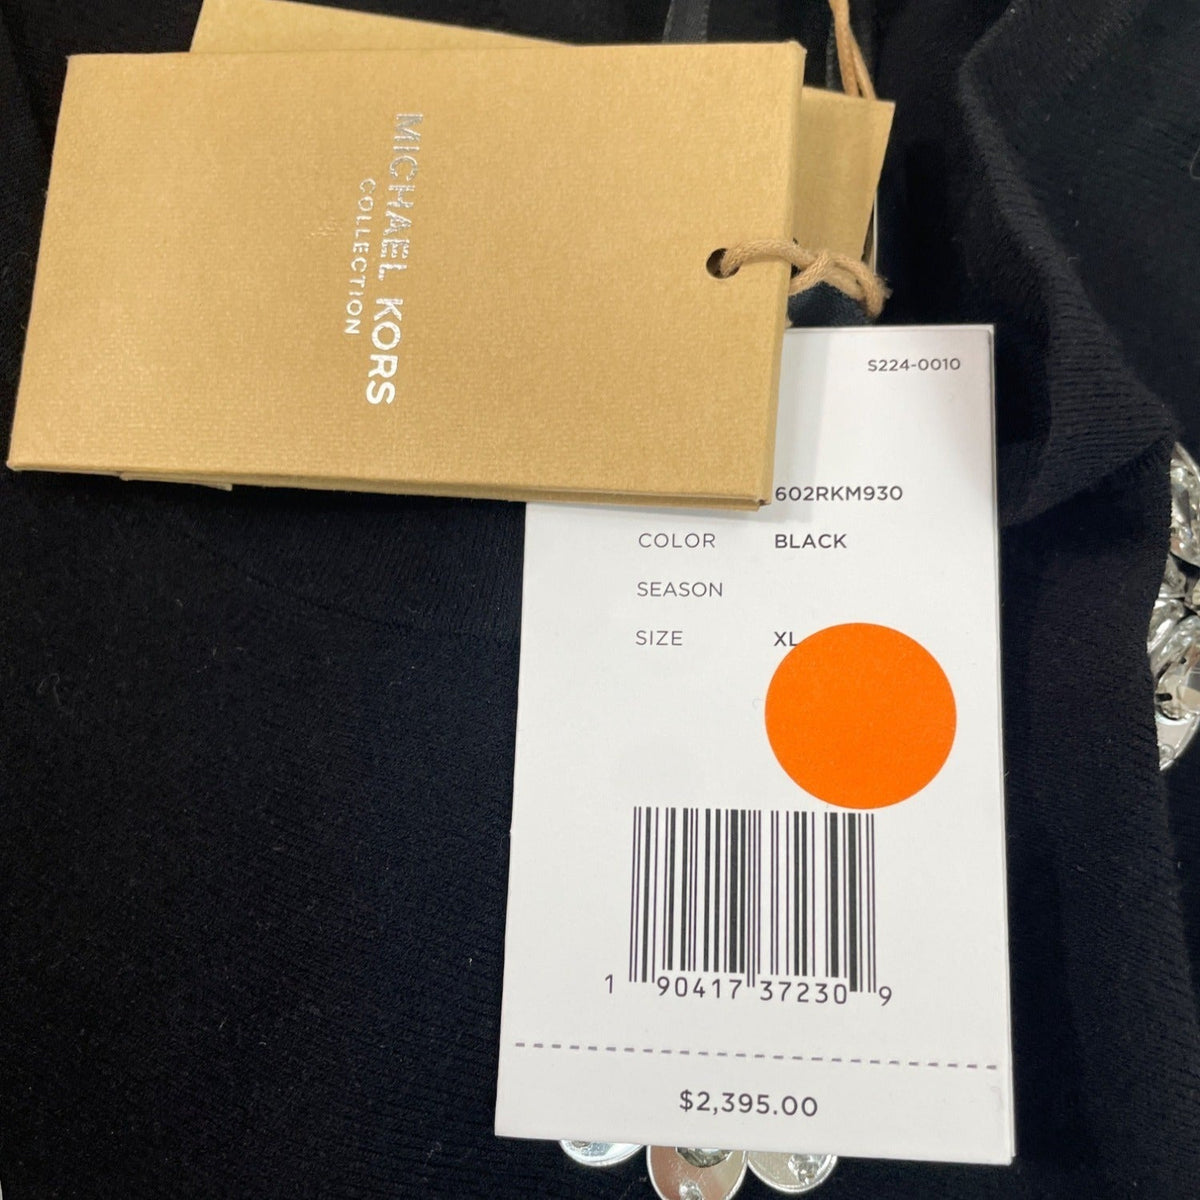 MICHAEL KORS
COLLECTION
S224-0010
602RKM930
COLOR BLACK
SEASON
SIZE XL
1 90417 37230 9
$2,395.00